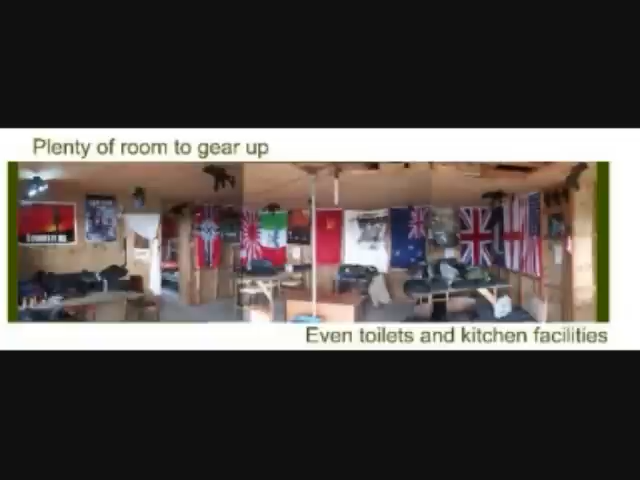 Plenty of room to gear up
Even toilets and kitchen facilities